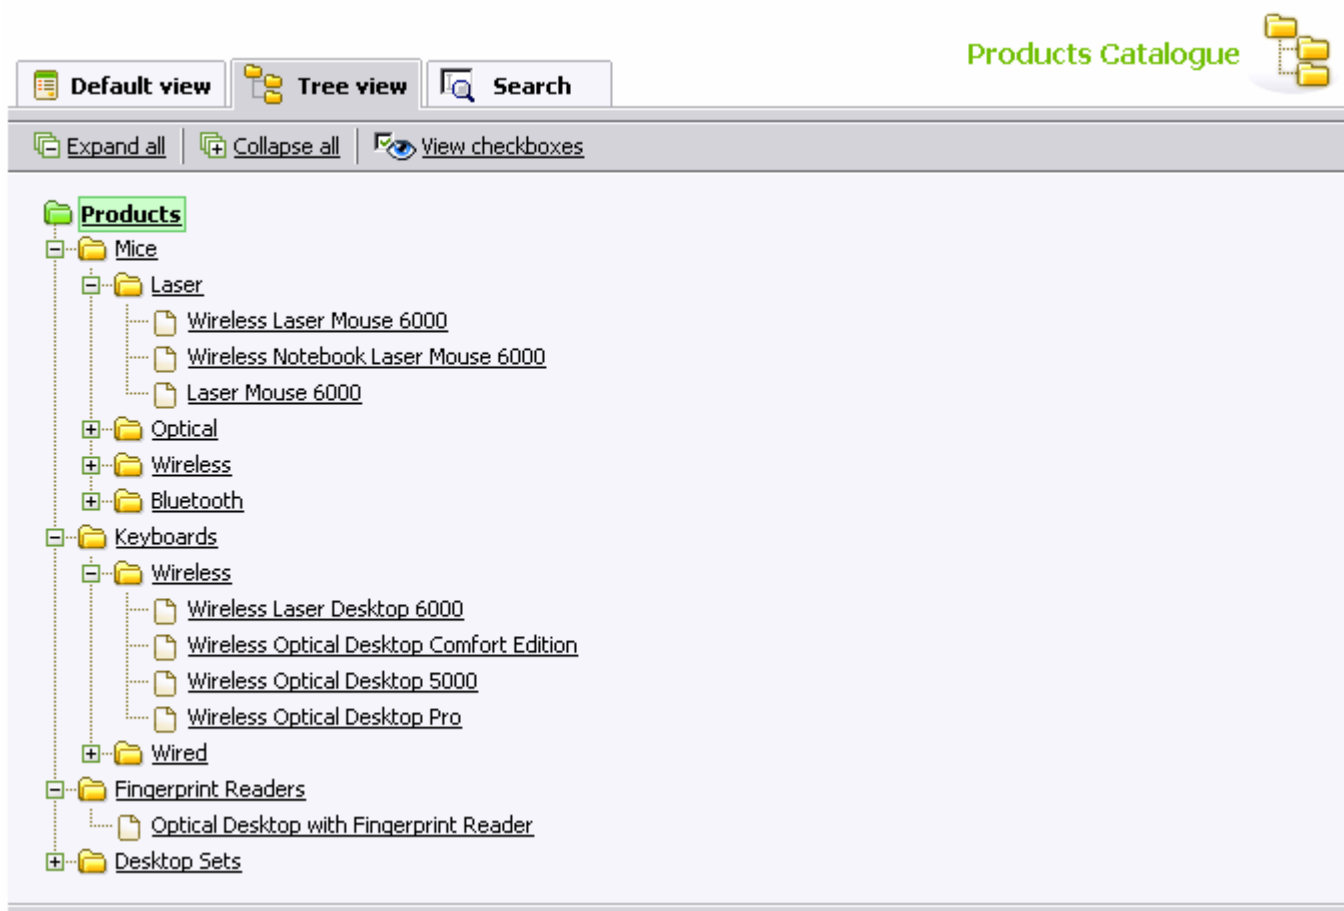 Products Catalogue
Default view Tree view Search
Expand all Collapse all View checkboxes
Products
Mice
Laser
Wireless Laser Mouse 6000
Wireless Notebook Laser Mouse 6000
Laser Mouse 6000
Optical
Wireless
Bluetooth
Keyboards
Wireless
Wireless Laser Desktop 6000
Wireless Optical Desktop Comfort Edition
Wireless Optical Desktop 5000
Wireless Optical Desktop Pro
Wired
Fingerprint Readers
Optical Desktop with Fingerprint Reader
Desktop Sets